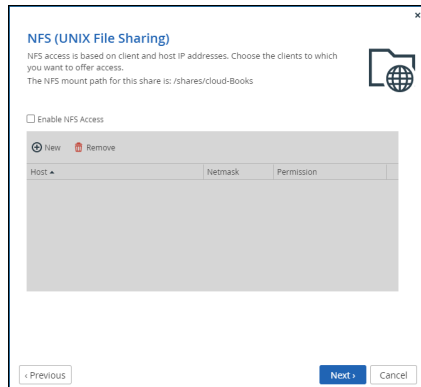 ×
NFS (UNIX File Sharing)
NFS access is based on client and host IP addresses. Choose the clients to which
you want to offer access.
The NFS mount path for this share is: /shares/cloud-Books
Enable NFS Access
New Remove
Host Netmask Permission
‹ Previous Next › Cancel